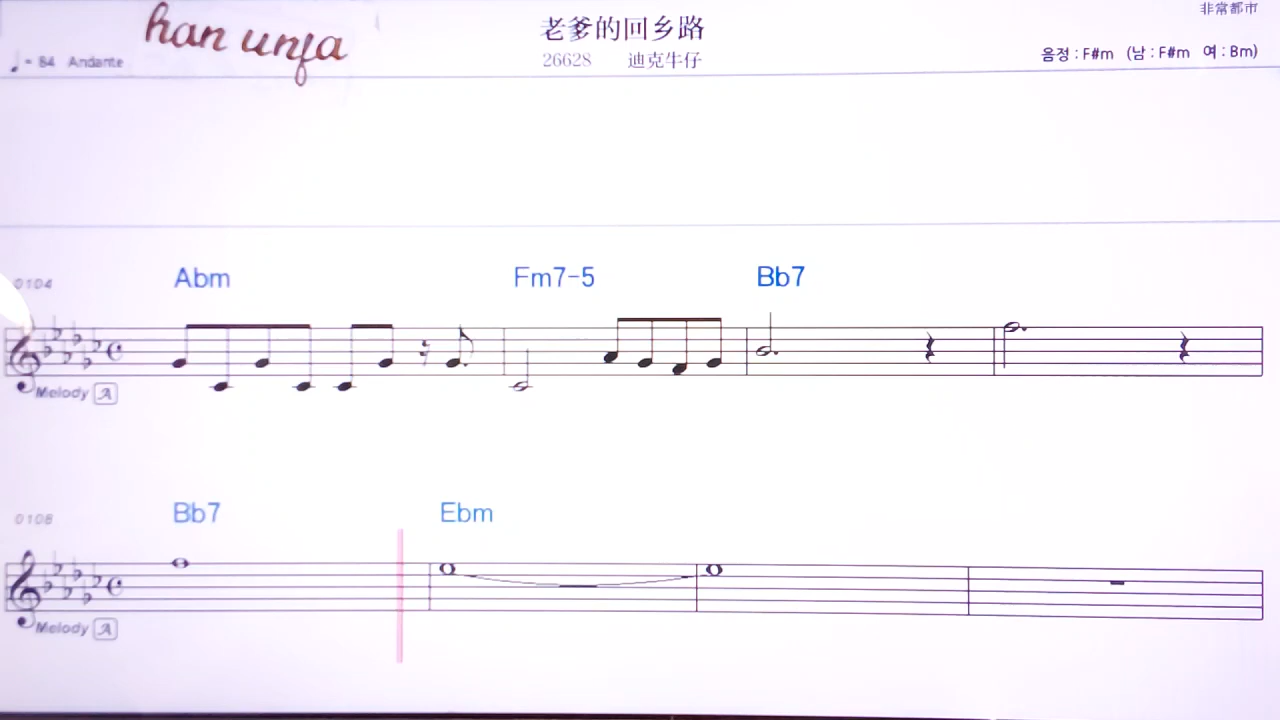 han unfa
老爹的回乡路
非常都市
♩= 84 Andante
26628 迪克牛仔
음정 : F#m (남 : F#m 여 : Bm)
0104
Abm Fm7-5 Bb7
Melody A
0108
Bb7 Ebm
Melody A